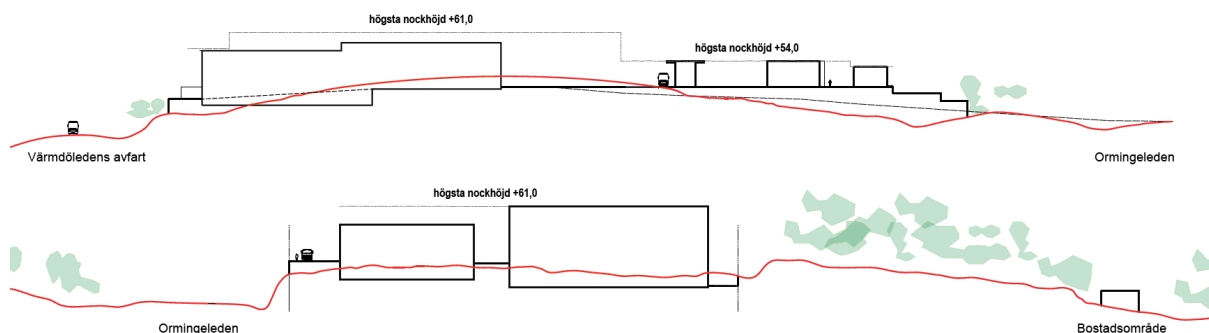 högsta nockhöjd +61,0
högsta nockhöjd +54,0
Värmdöledens avfart
Ormingeleden
högsta nockhöjd +61,0
Ormingeleden
Bostadsområde